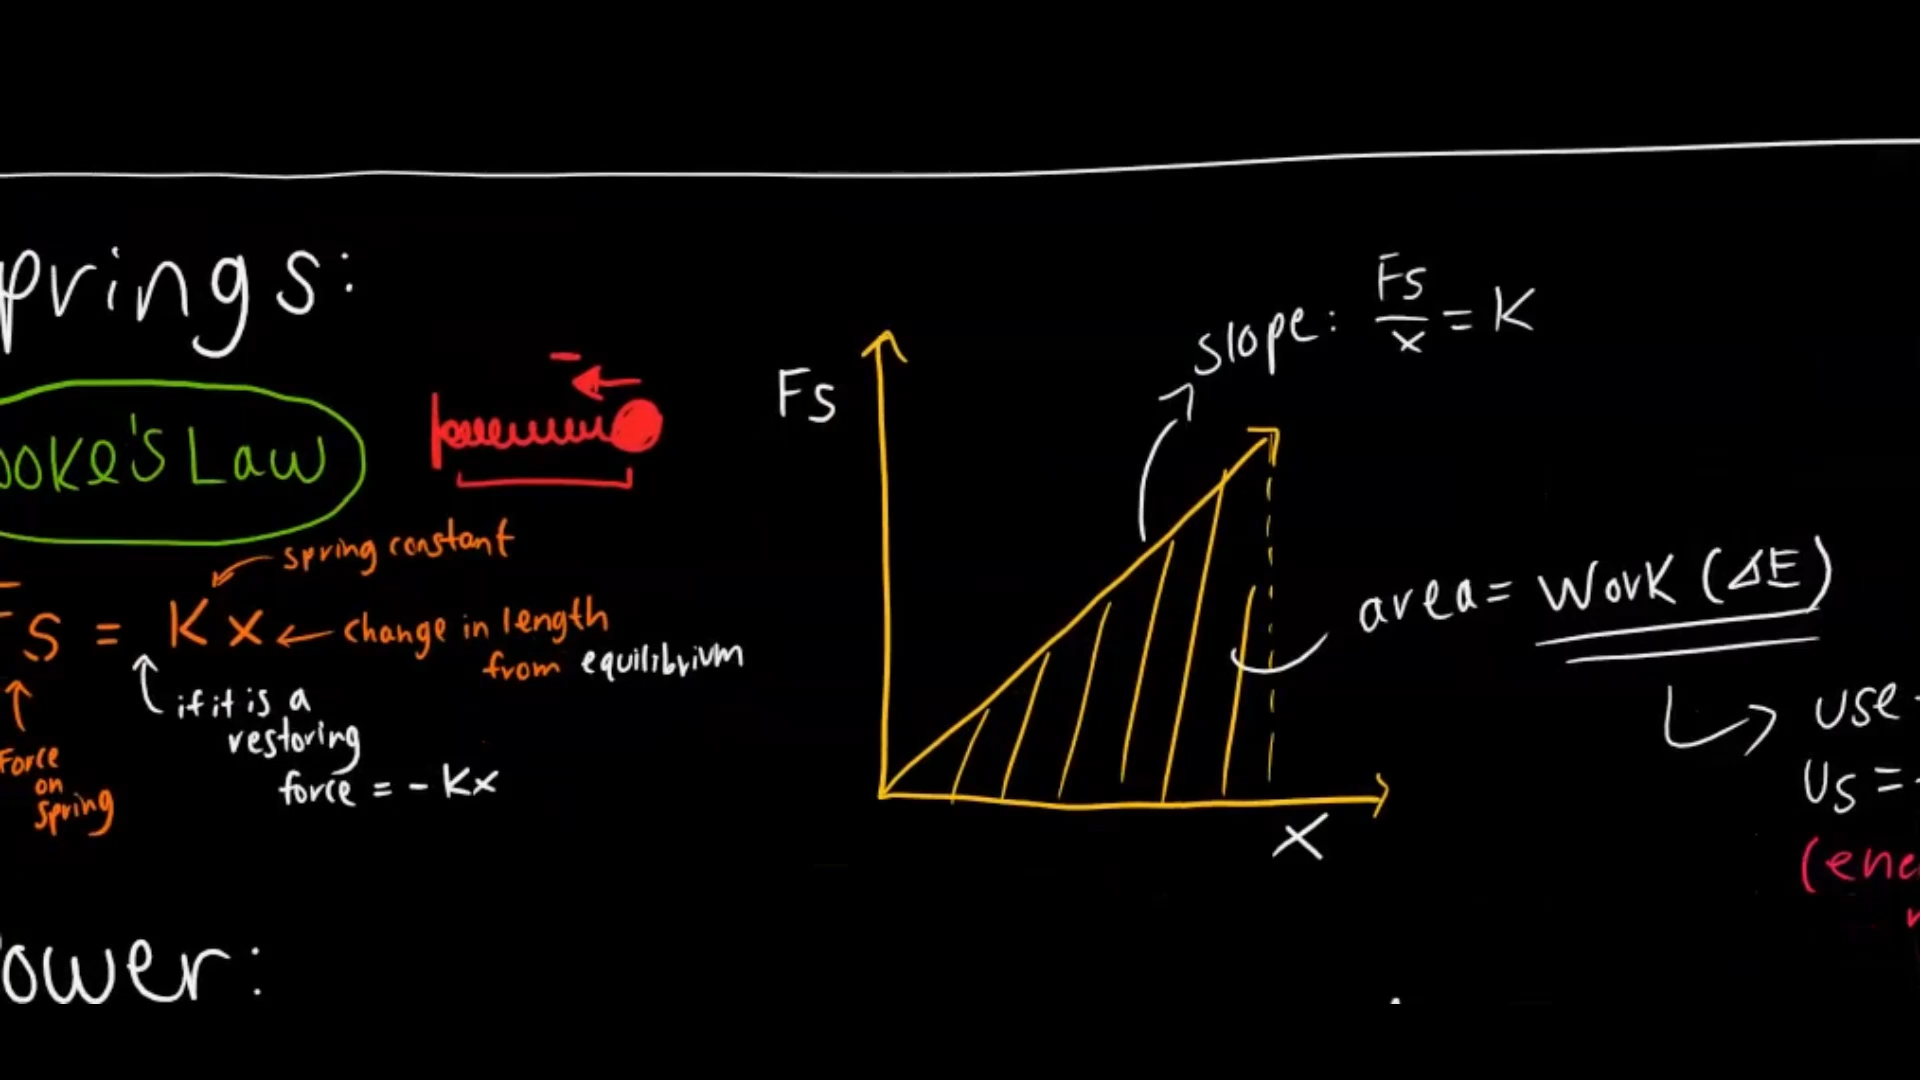 prings:
ooke's Law
spring constant
Fs = Kx
change in length
from equilibrium
if it is a
restoring
force = - Kx
Force
on
spring
Fs
x
slope: Fs/x = K
area = Work (ΔE)
use
Us =
(ene
ower: